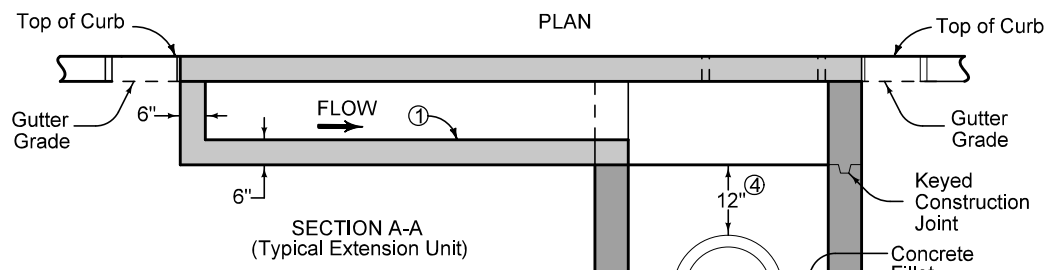 PLAN
Top of Curb
Top of Curb
6"
FLOW
①
Gutter
Grade
Gutter
Grade
6"
12"
④
Keyed
Construction
Joint
SECTION A-A
(Typical Extension Unit)
Concrete